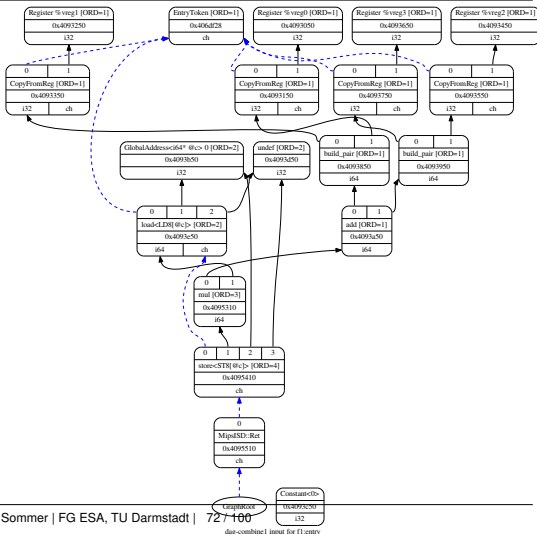 Register %vreg1 [ORD=1]
0x4093250
i32
EntryToken [ORD=1]
0x406df28
ch
Register %vreg0 [ORD=1]
0x4093050
i32
Register %vreg3 [ORD=1]
0x4093650
i32
Register %vreg2 [ORD=1]
0x4093450
i32
0 1
CopyFromReg [ORD=1]
0x4093350
i32 ch
0 1
CopyFromReg [ORD=1]
0x4093150
i32 ch
0 1
CopyFromReg [ORD=1]
0x4093750
i32 ch
0 1
CopyFromReg [ORD=1]
0x4093550
i32 ch
GlobalAddress<i64* @c> 0 [ORD=2]
0x4093b50
i32
undef [ORD=2]
0x4093d50
i32
0 1
build_pair [ORD=1]
0x4093850
i64
0 1
build_pair [ORD=1]
0x4093950
i64
0 1 2
load<LD8[@c]> [ORD=2]
0x4093e50
i64 ch
0 1
add [ORD=1]
0x4093a50
i64
0 1
mul [ORD=3]
0x4095310
i64
0 1 2 3
store<ST8[@c]> [ORD=4]
0x4095410
ch
0
MipsISD::Ret
0x4095510
ch
GraphRoot
Constant<0>
0x4093c50
i32
Sommer | FG ESA, TU Darmstadt | 72 / 100
dag-combine1 input for f1:entry